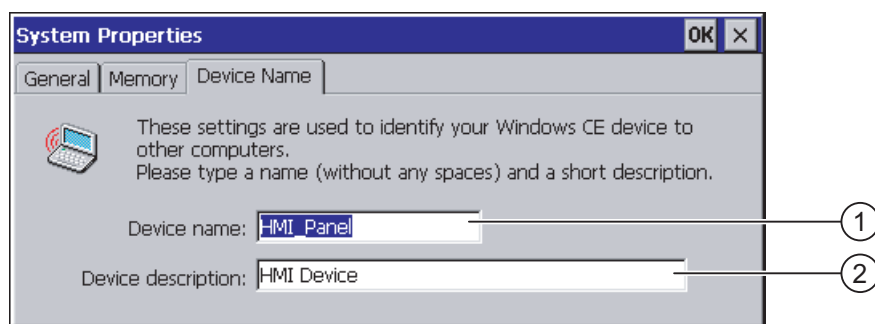 System Properties OK ×
General Memory Device Name
These settings are used to identify your Windows CE device to
other computers.
Please type a name (without any spaces) and a short description.
Device name: HMI_Panel 1
Device description: HMI Device 2